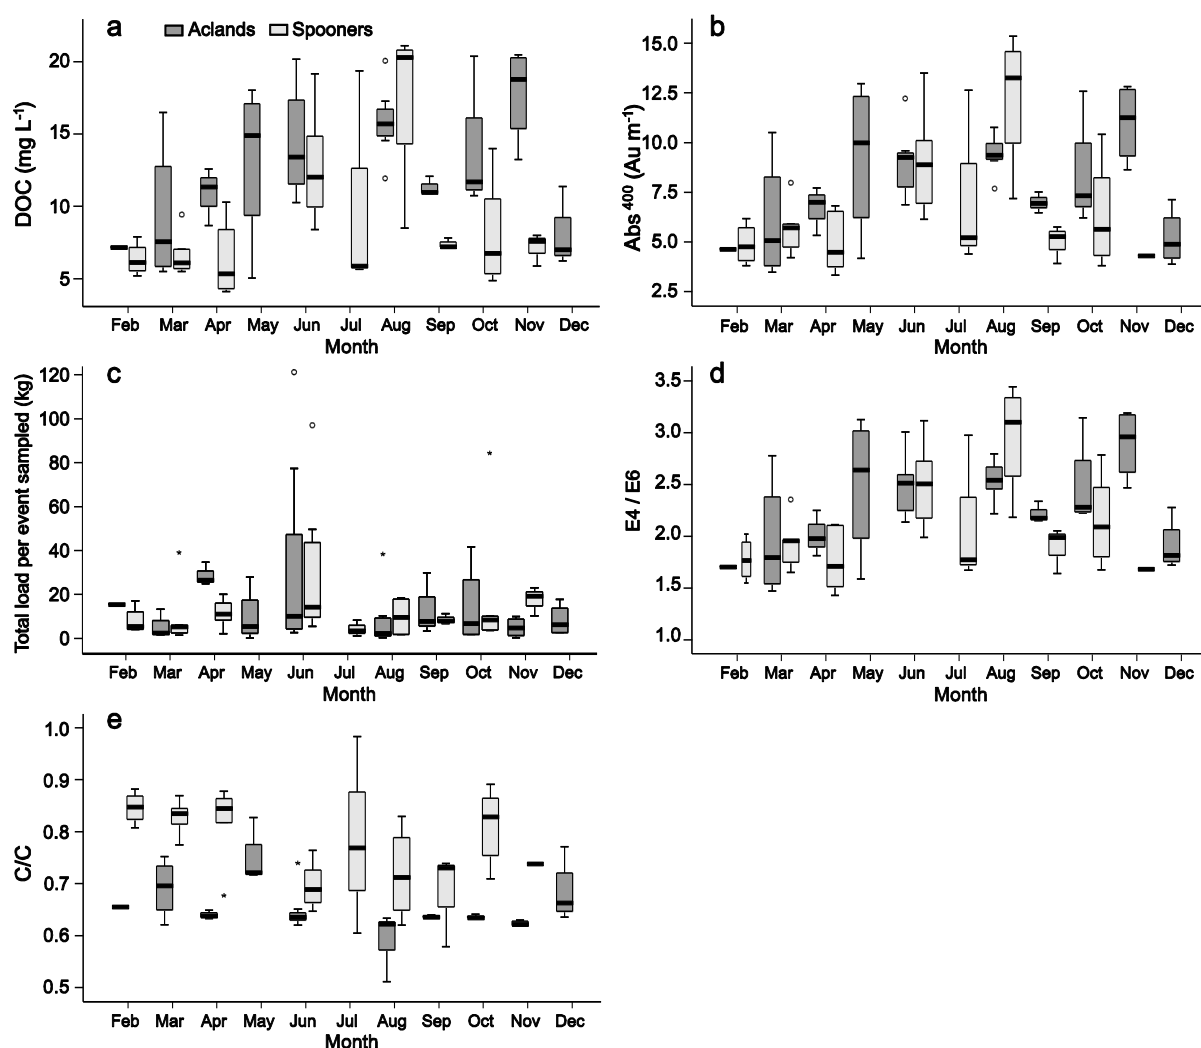 a
Aclands Spooners
DOC (mg L⁻¹)
20
15
10
5
Feb Mar Apr May Jun Jul Aug Sep Oct Nov Dec
Month
b
Abs ⁴⁰⁰ (Au m⁻¹)
15.0
12.5
10.0
7.5
5.0
2.5
Feb Mar Apr May Jun Jul Aug Sep Oct Nov Dec
Month
c
Total load per event sampled (kg)
120
100
80
60
40
20
0
Feb Mar Apr May Jun Jul Aug Sep Oct Nov Dec
Month
d
E4 / E6
3.5
3.0
2.5
2.0
1.5
1.0
Feb Mar Apr May Jun Jul Aug Sep Oct Nov Dec
Month
e
C/C
1.0
0.9
0.8
0.7
0.6
0.5
Feb Mar Apr May Jun Jul Aug Sep Oct Nov Dec
Month